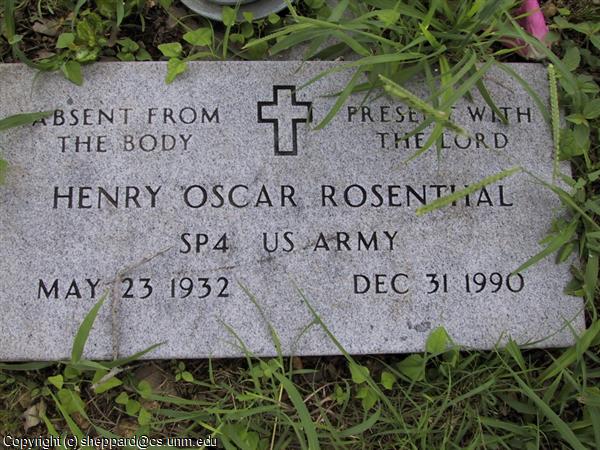 ABSENT FROM PRESENT WITH
THE BODY THE LORD
HENRY OSCAR ROSENTHAL
SP4 US ARMY
MAY 23 1932 DEC 31 1990
Copyright (c) sheppard@cs.unm.edu